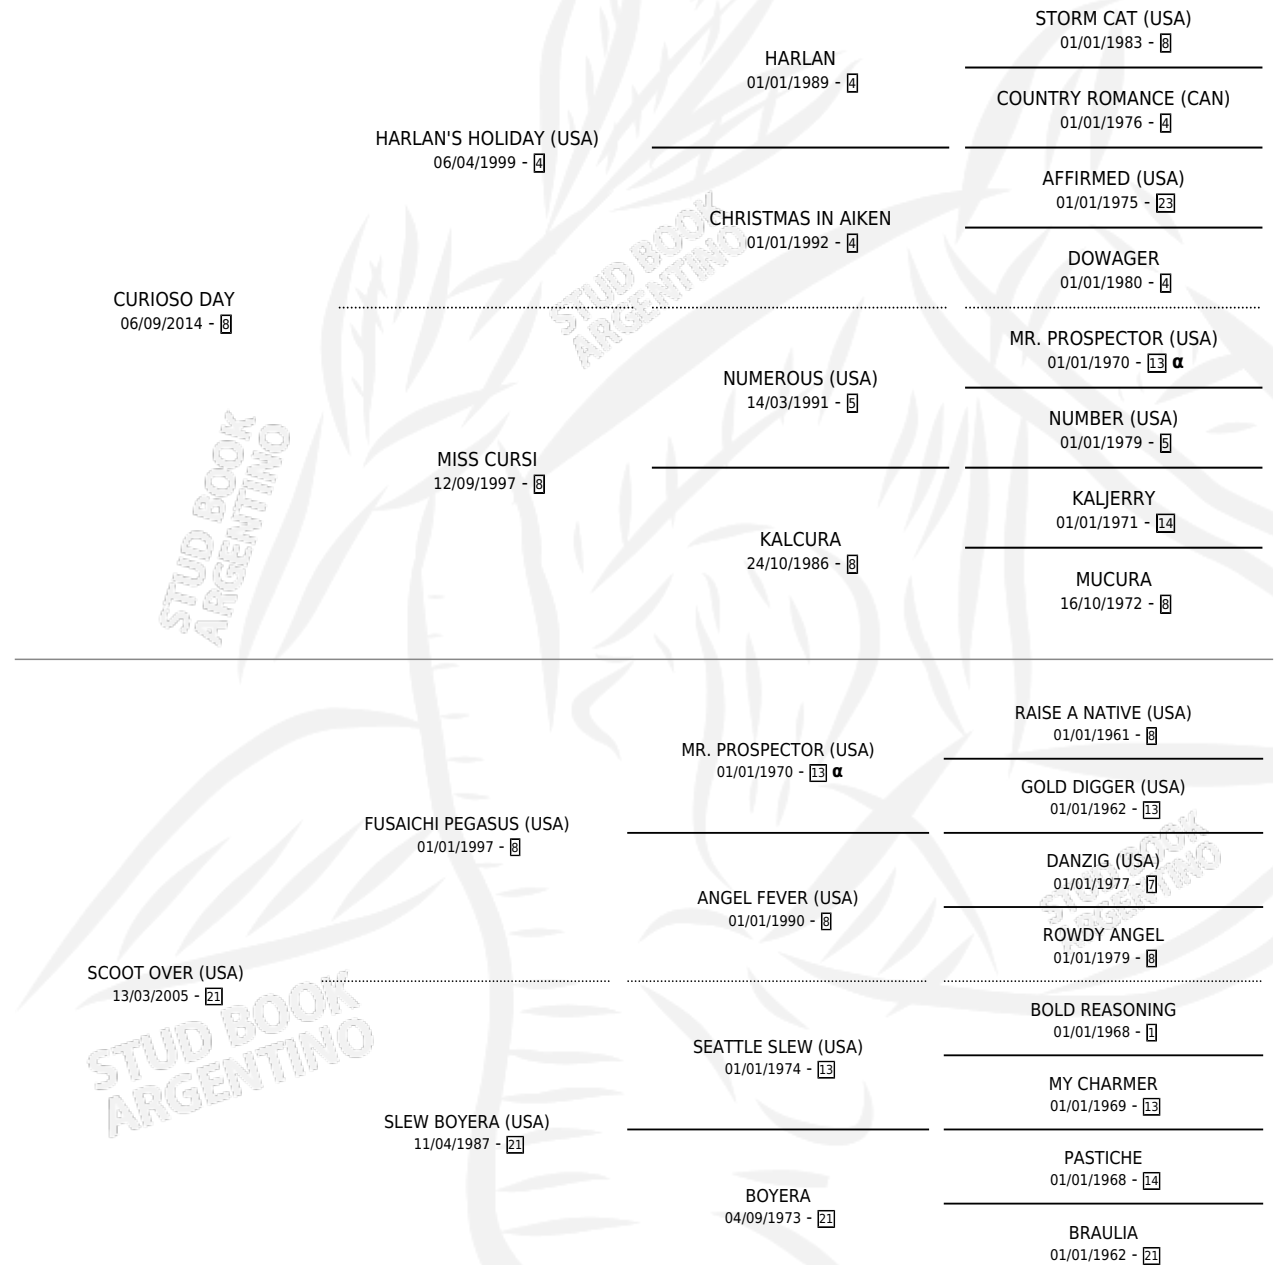 STORM CAT (USA)
01/01/1983 - 8
HARLAN
01/01/1989 - 4
COUNTRY ROMANCE (CAN)
01/01/1976 - 4
HARLAN'S HOLIDAY (USA)
06/04/1999 - 4
AFFIRMED (USA)
01/01/1975 - 23
CHRISTMAS IN AIKEN
01/01/1992 - 4
DOWAGER
01/01/1980 - 4
CURIOSO DAY
06/09/2014 - 8
MR. PROSPECTOR (USA)
01/01/1970 - 13 α
NUMEROUS (USA)
14/03/1991 - 5
NUMBER (USA)
01/01/1979 - 5
MISS CURSI
12/09/1997 - 8
KALJERRY
01/01/1971 - 14
KALCURA
24/10/1986 - 8
MUCURA
16/10/1972 - 8
RAISE A NATIVE (USA)
01/01/1961 - 8
MR. PROSPECTOR (USA)
01/01/1970 - 13 α
GOLD DIGGER (USA)
01/01/1962 - 13
FUSAICHI PEGASUS (USA)
01/01/1997 - 8
DANZIG (USA)
01/01/1977 - 7
ANGEL FEVER (USA)
01/01/1990 - 8
ROWDY ANGEL
01/01/1979 - 8
SCOOT OVER (USA)
13/03/2005 - 21
BOLD REASONING
01/01/1968 - 1
SEATTLE SLEW (USA)
01/01/1974 - 13
MY CHARMER
01/01/1969 - 13
SLEW BOYERA (USA)
11/04/1987 - 21
PASTICHE
01/01/1968 - 14
BOYERA
04/09/1973 - 21
BRAULIA
01/01/1962 - 21
STUD BOOK
ARGENTINO
STUD BOOK
ARGENTINO
STUD BOOK
ARGENTINO
STUD BOOK
ARGENTINO